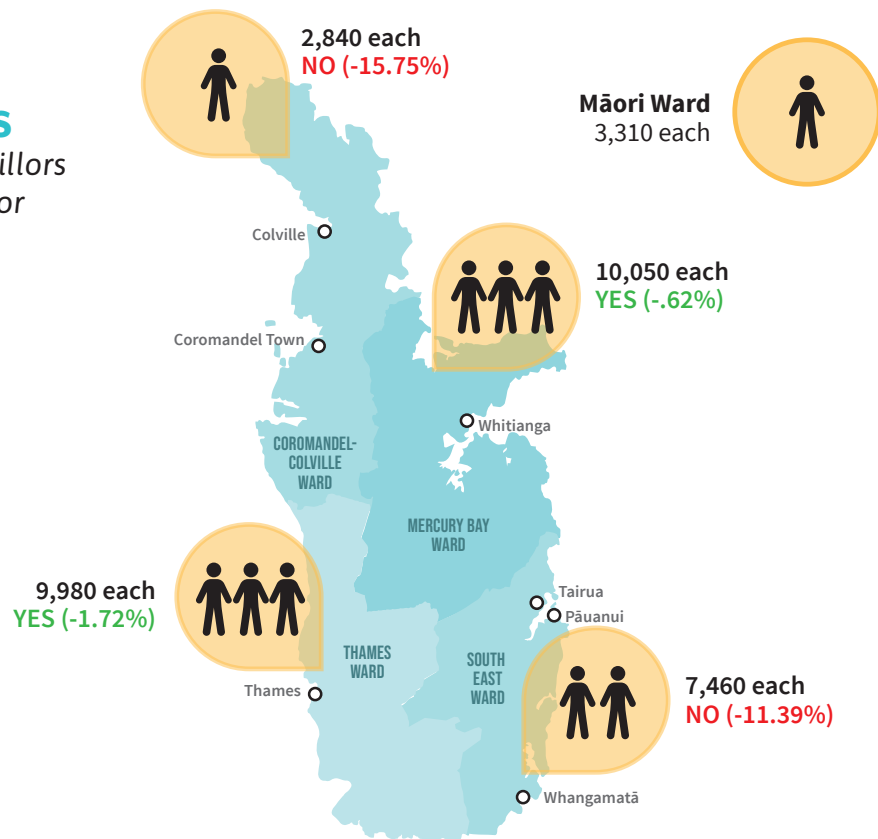 2,840 each
NO (-15.75%)
Māori Ward
3,310 each
s
illors
or
Colville
10,050 each
YES (-.62%)
Coromandel Town
Whitianga
COROMANDEL-
COLVILLE
WARD
MERCURY BAY
WARD
9,980 each
YES (-1.72%)
Tairua
Pāuanui
THAMES
WARD
SOUTH
EAST
WARD
Thames
7,460 each
NO (-11.39%)
Whangamatā